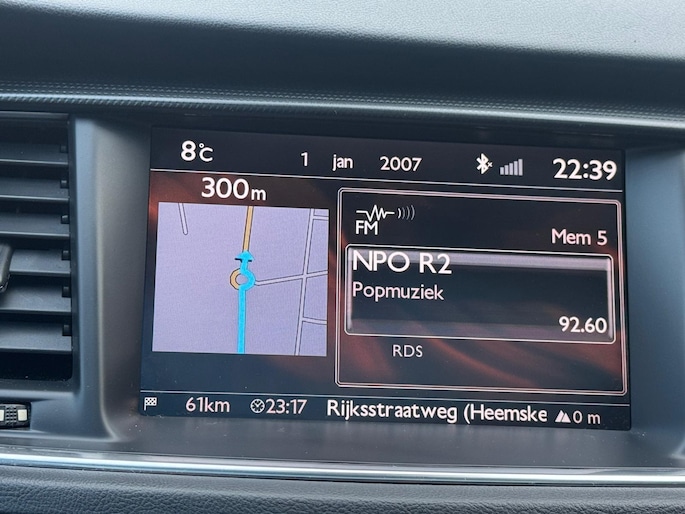 8°C 1 jan 2007 22:39
300m
FM Mem 5
NPO R2
Popmuziek
92.60
RDS
61km 23:17 Rijksstraatweg (Heemske 0 m